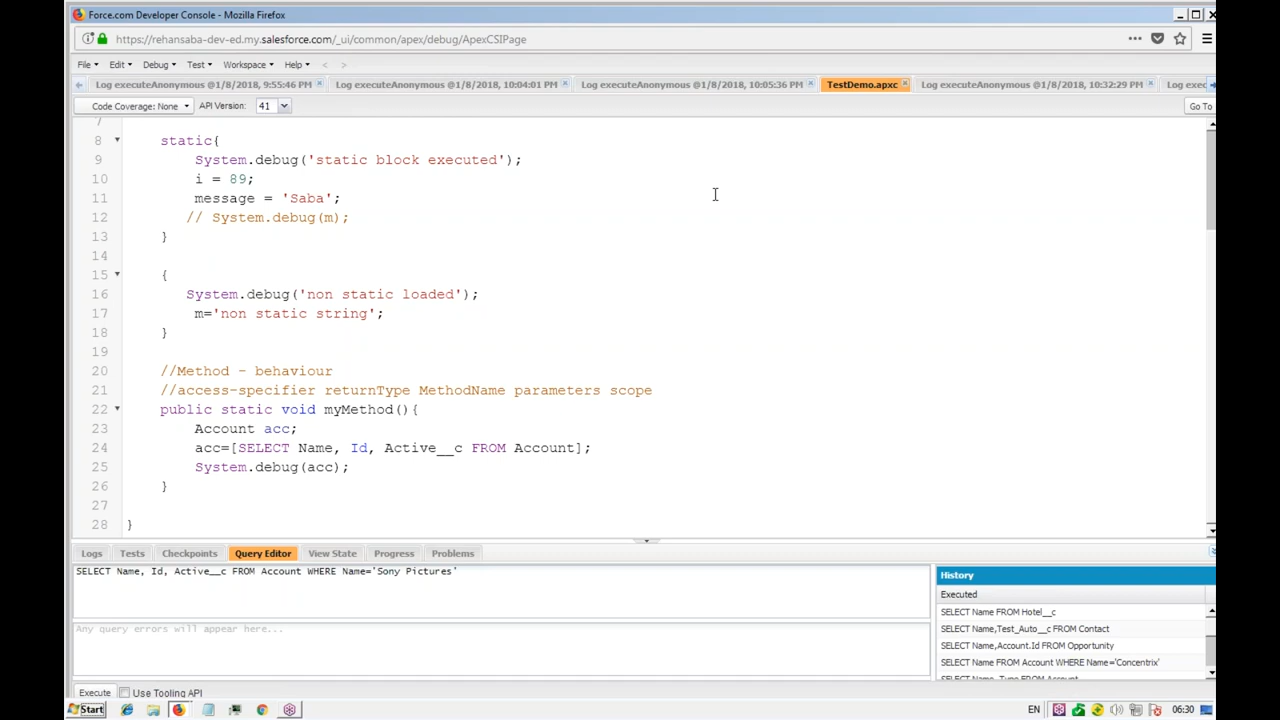 Force.com Developer Console - Mozilla Firefox
https://rehansaba-dev-ed.my.salesforce.com/_ui/common/apex/debug/ApexCSIPage
File Edit Debug Test Workspace Help < >
Log executeAnonymous @1/8/2018, 9:55:46 PM Log executeAnonymous @1/8/2018, 10:04:01 PM Log executeAnonymous @1/8/2018, 10:05:36 PM TestDemo.apxc Log executeAnonymous @1/8/2018, 10:32:29 PM Log exec
Code Coverage: None API Version: 41 Go To
7
8 static{
9 System.debug('static block executed');
10 i = 89;
11 message = 'Saba';
12 // System.debug(m);
13 }
14
15 {
16 System.debug('non static loaded');
17 m='non static string';
18 }
19
20 //Method - behaviour
21 //access-specifier returnType MethodName parameters scope
22 public static void myMethod(){
23 Account acc;
24 acc=[SELECT Name, Id, Active__c FROM Account];
25 System.debug(acc);
26 }
27
28 }
Logs Tests Checkpoints Query Editor View State Progress Problems
SELECT Name, Id, Active__c FROM Account WHERE Name='Sony Pictures'
Any query errors will appear here...
History
Executed
SELECT Name FROM Hotel__c
SELECT Name,Test_Auto__c FROM Contact
SELECT Name,Account.Id FROM Opportunity
SELECT Name FROM Account WHERE Name='Concentrix'
SELECT Name, Type FROM Account
Execute Use Tooling API
Start EN 06:30